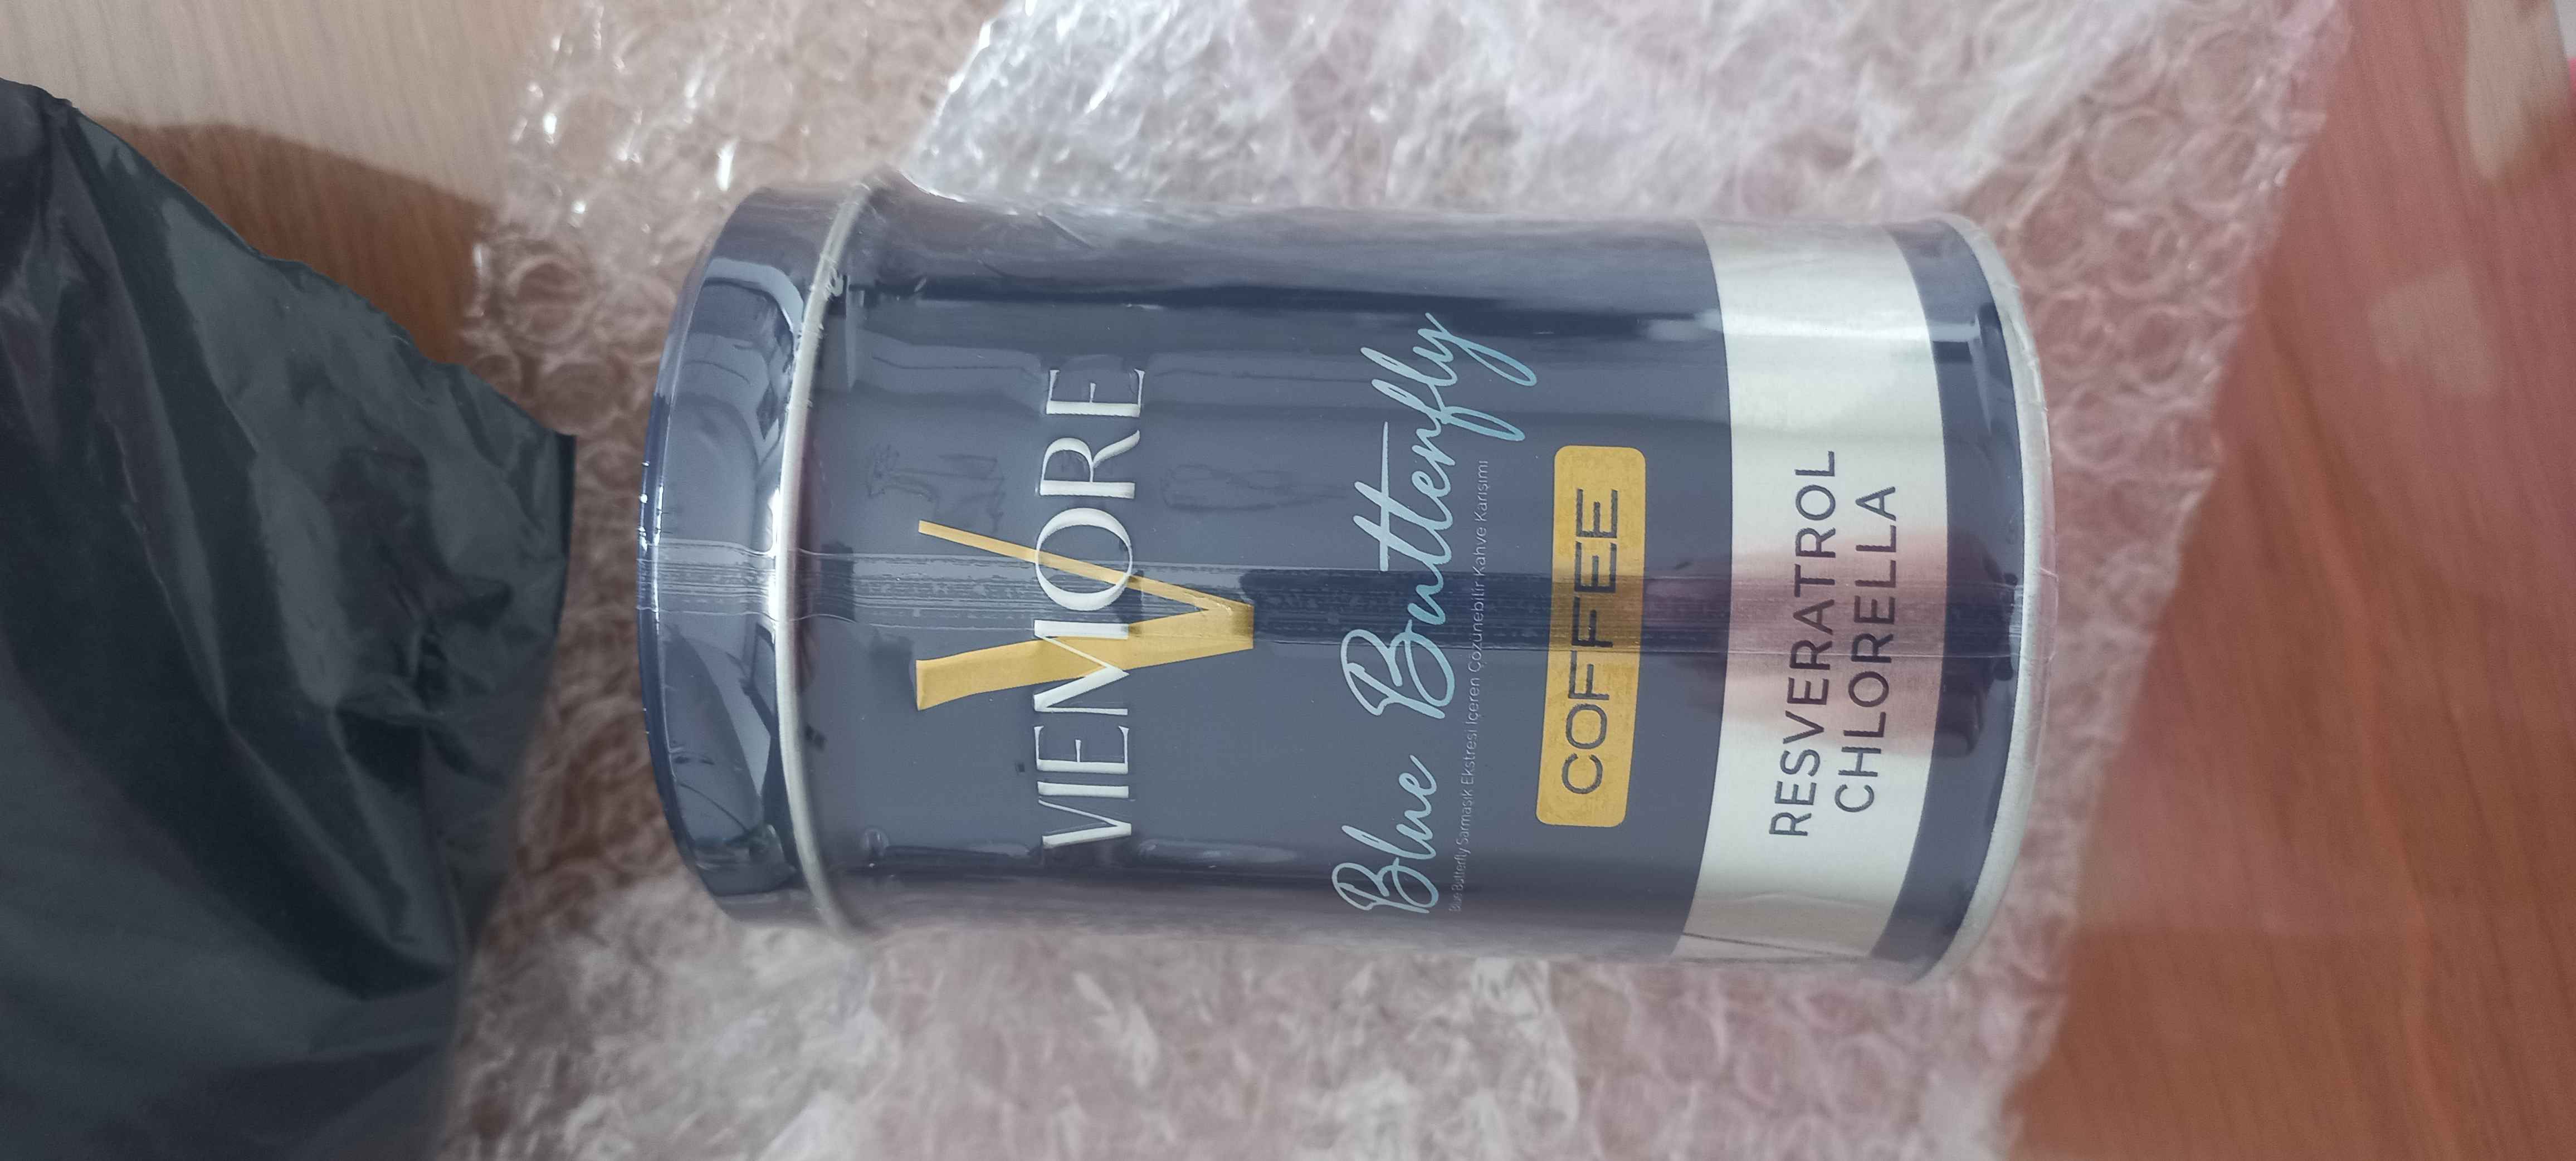 VIEMORE
Blue Butterfly
Blue Butterfly Sarmaşık Ekstresi İçeren Çözünebilir Kahve Karışımı
COFFEE
RESVERATROL
CHLORELLA